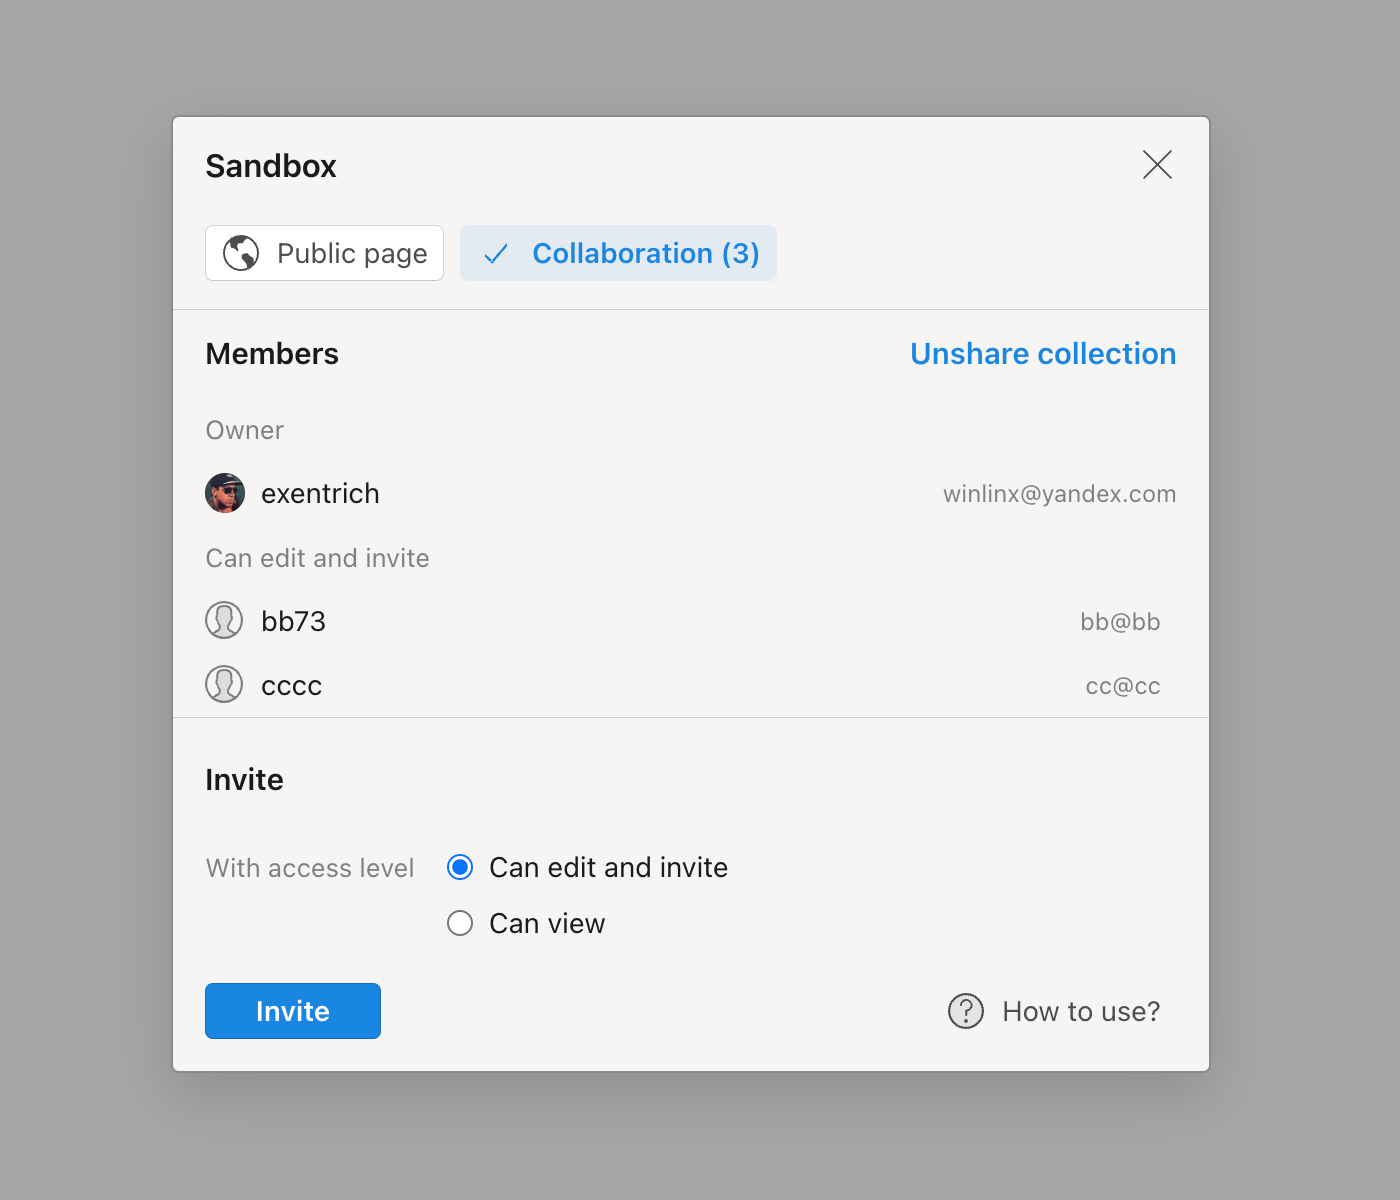 Sandbox
Public page
Collaboration (3)
Members
Unshare collection
Owner
exentrich
winlinx@yandex.com
Can edit and invite
bb73
bb@bb
cccc
cc@cc
Invite
With access level
Can edit and invite
Can view
Invite
? How to use?